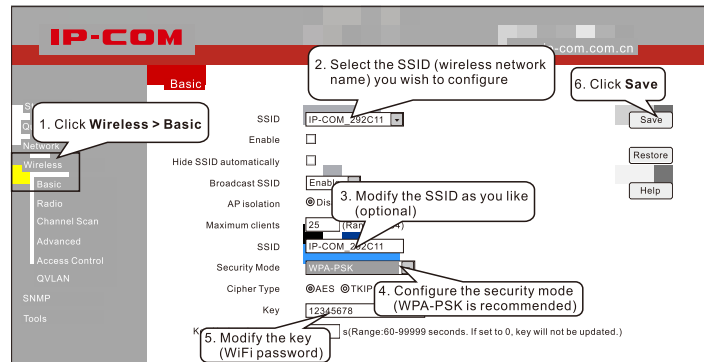 IP-COM
-com.com.cn
Basic
2. Select the SSID (wireless network
name) you wish to configure
6. Click Save
1. Click Wireless > Basic
SSID
IP-COM_292C11
Save
Enable
Network
Hide SSID automatically
Restore
Wireless
Broadcast SSID
Enable
Help
Basic
3. Modify the SSID as you like
(optional)
AP isolation
Radio
Maximum clients
25
Channel Scan
SSID
IP-COM_292C11
Advanced
Security Mode
WPA-PSK
Access Control
4. Configure the security mode
(WPA-PSK is recommended)
QVLAN
Cipher Type
AES
TKIP
SNMP
Key
12345678
Tools
5. Modify the key
(WiFi password)
s(Range:60-99999 seconds. If set to 0, key will not be updated.)